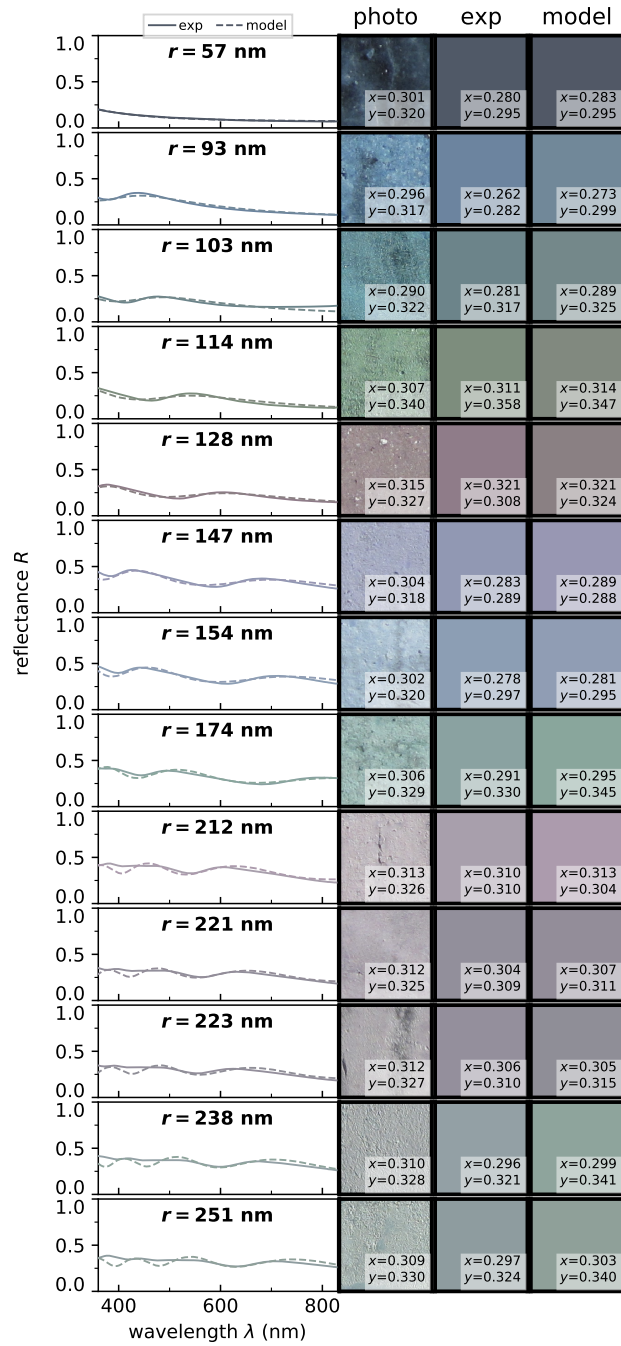 exp model
photo exp model
1.0
0.5
0.0
r = 57 nm
x=0.301
y=0.320
x=0.280
y=0.295
x=0.283
y=0.295
1.0
0.5
0.0
r = 93 nm
x=0.296
y=0.317
x=0.262
y=0.282
x=0.273
y=0.299
1.0
0.5
0.0
r = 103 nm
x=0.290
y=0.322
x=0.281
y=0.317
x=0.289
y=0.325
1.0
0.5
0.0
r = 114 nm
x=0.307
y=0.340
x=0.311
y=0.358
x=0.314
y=0.347
1.0
0.5
0.0
r = 128 nm
x=0.315
y=0.327
x=0.321
y=0.308
x=0.321
y=0.324
1.0
0.5
0.0
r = 147 nm
x=0.304
y=0.318
x=0.283
y=0.289
x=0.289
y=0.288
reflectance R
1.0
0.5
0.0
r = 154 nm
x=0.302
y=0.320
x=0.278
y=0.297
x=0.281
y=0.295
1.0
0.5
0.0
r = 174 nm
x=0.306
y=0.329
x=0.291
y=0.330
x=0.295
y=0.345
1.0
0.5
0.0
r = 212 nm
x=0.313
y=0.326
x=0.310
y=0.310
x=0.313
y=0.304
1.0
0.5
0.0
r = 221 nm
x=0.312
y=0.325
x=0.304
y=0.309
x=0.307
y=0.311
1.0
0.5
0.0
r = 223 nm
x=0.312
y=0.327
x=0.306
y=0.310
x=0.305
y=0.315
1.0
0.5
0.0
r = 238 nm
x=0.310
y=0.328
x=0.296
y=0.321
x=0.299
y=0.341
1.0
0.5
0.0
r = 251 nm
x=0.309
y=0.330
x=0.297
y=0.324
x=0.303
y=0.340
400 600 800
wavelength λ (nm)